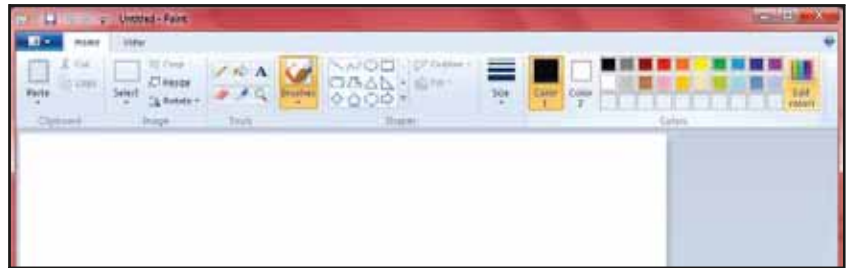 Untitled - Paint
Home View
Cut
Copy
Paste
Clipboard
Crop
Resize
Rotate
Select
Image
A
Tools
Brushes
Outline
Fill
Shapes
Size
Color 1
Color 2
Edit colors
Colors